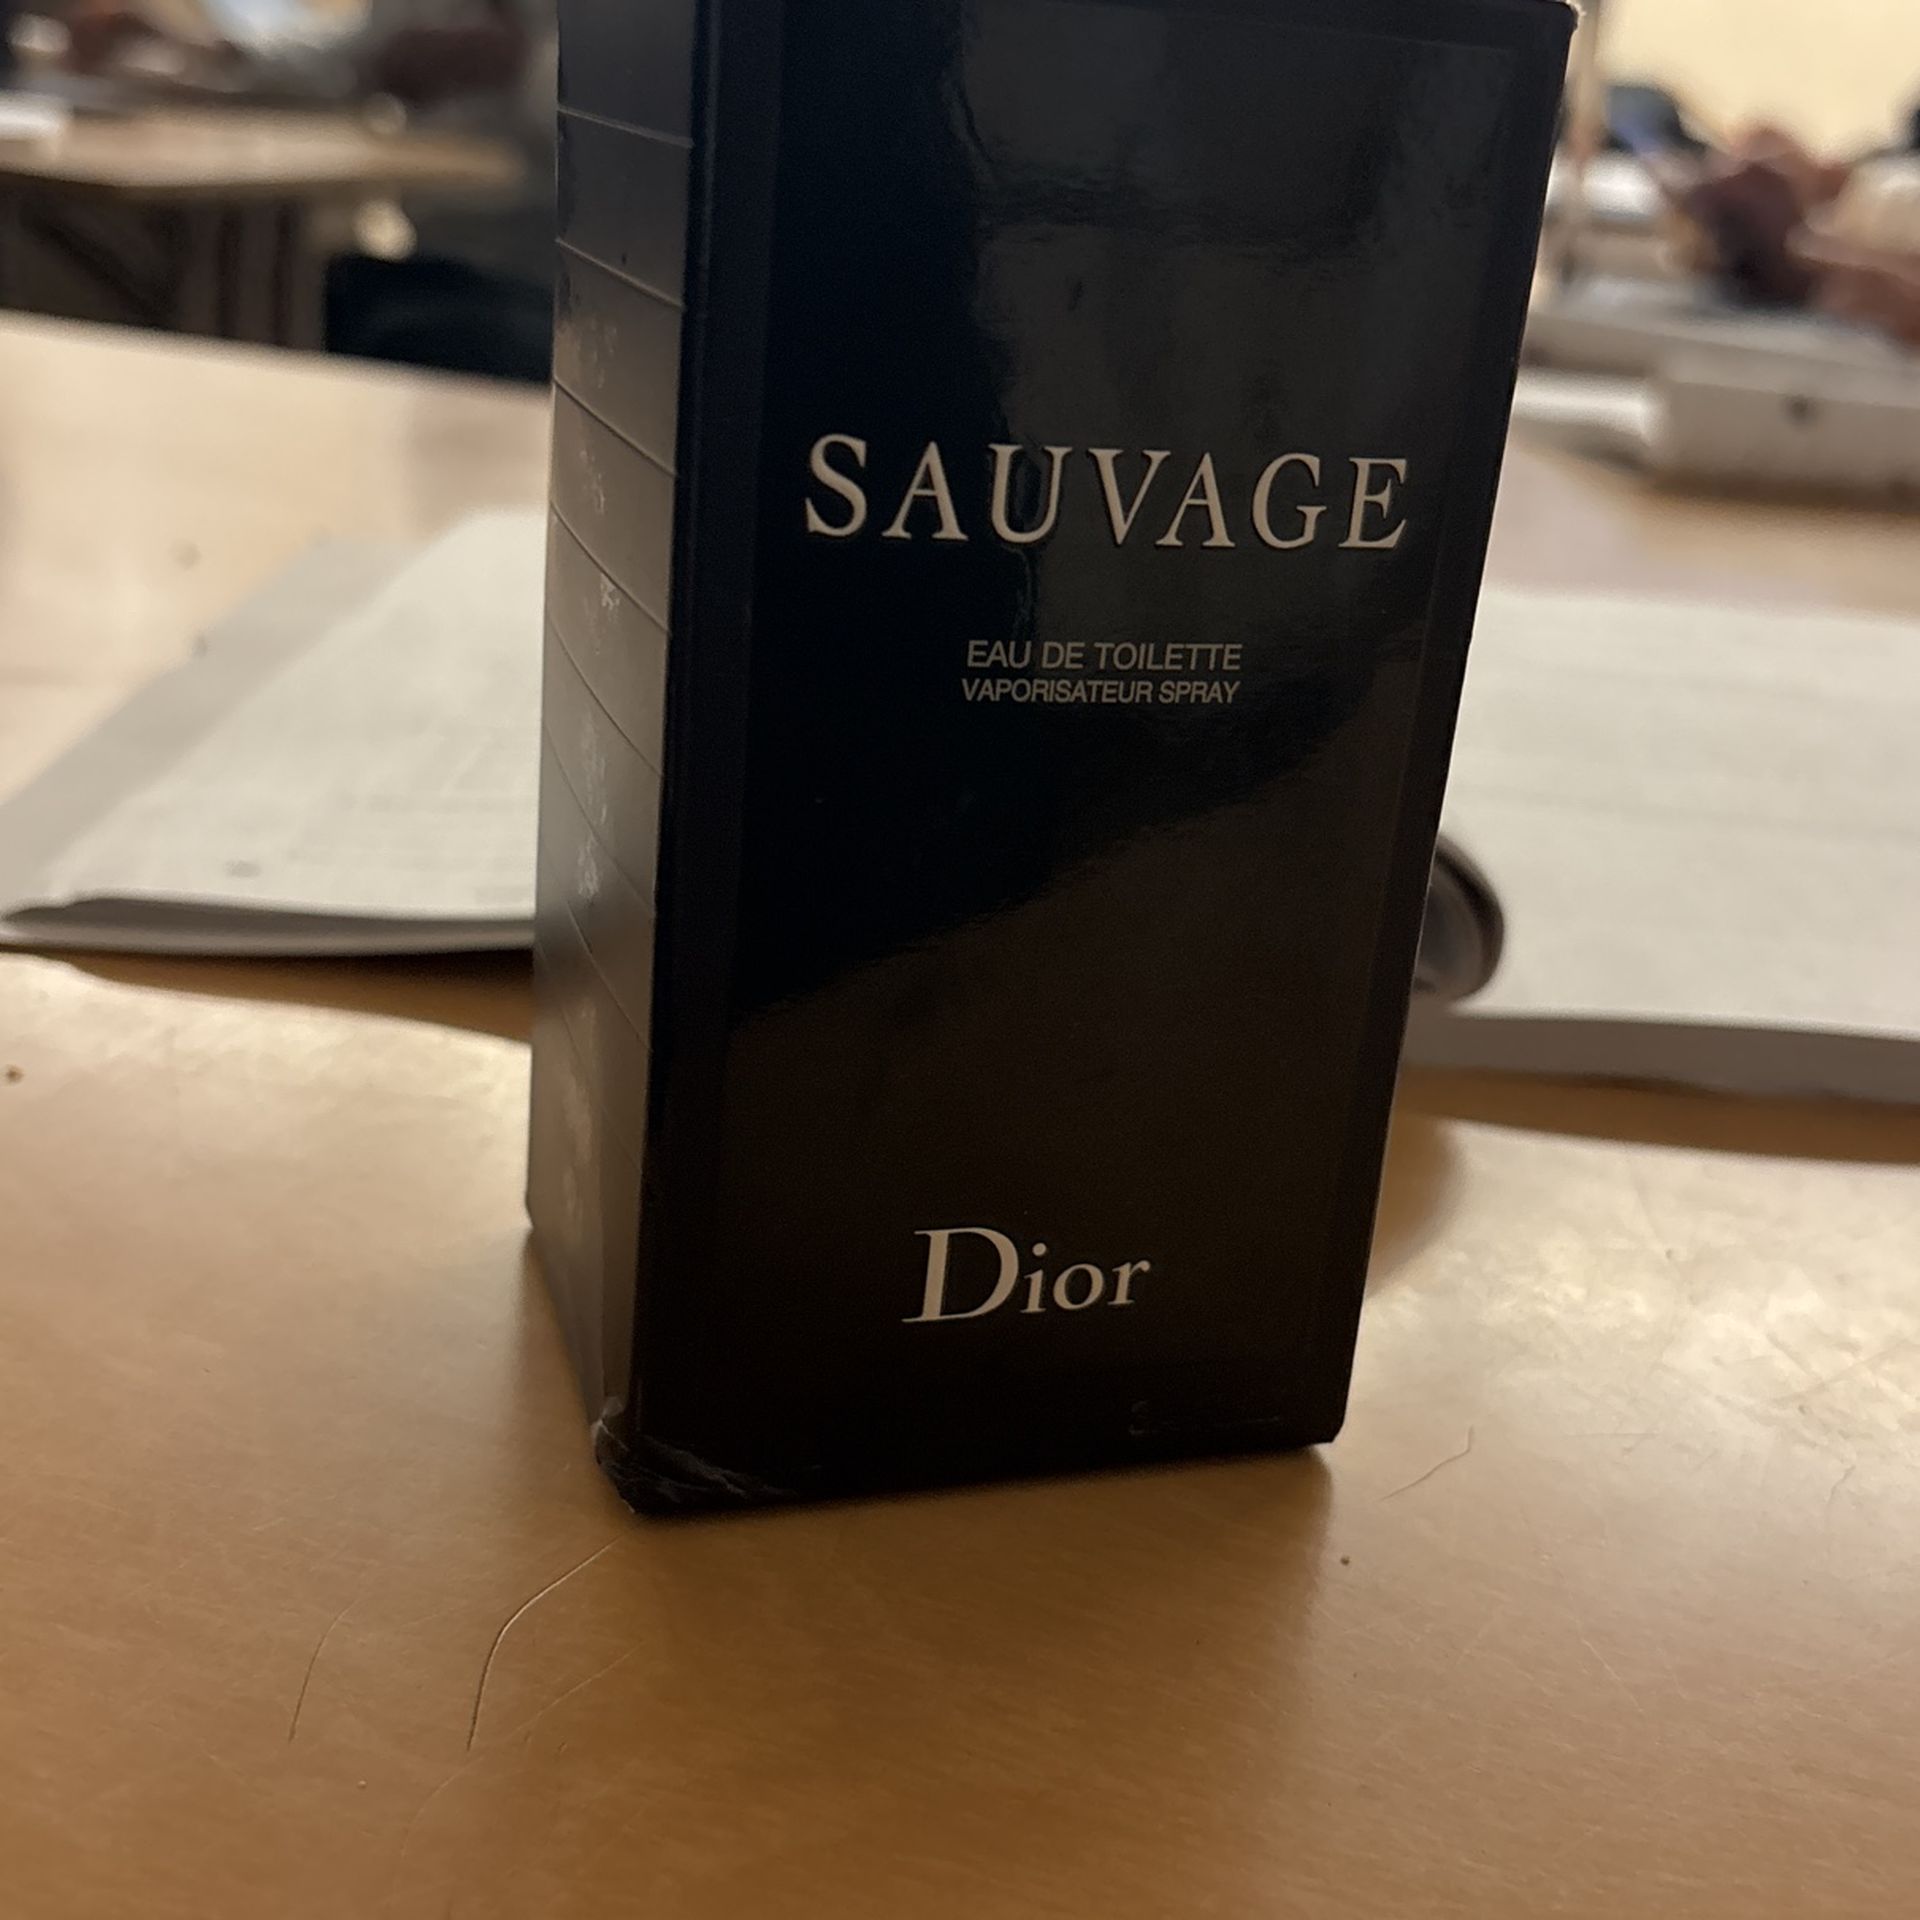 SAUVAGE
EAU DE TOILETTE
VAPORISATEUR SPRAY
Dior